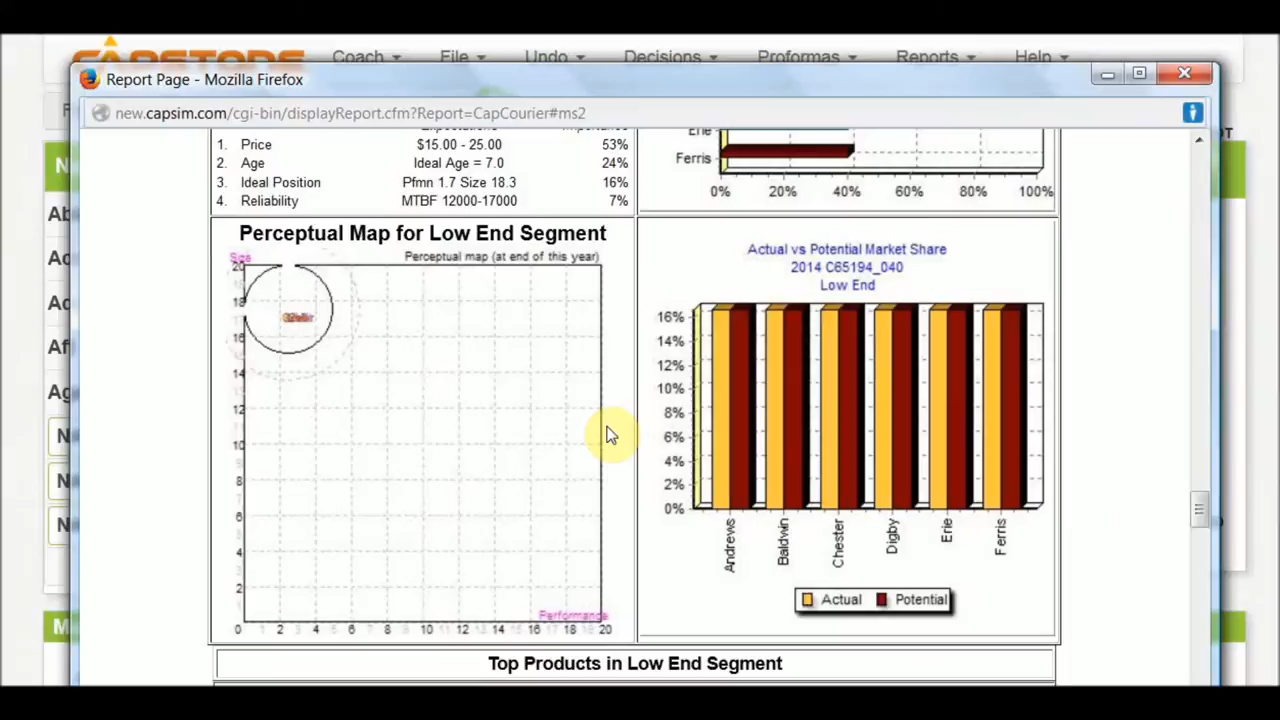 CAPSTONE Coach File Undo Decisions Proformas Reports Help
Report Page - Mozilla Firefox
new.capsim.com/cgi-bin/displayReport.cfm?Report=CapCourier#ms2
Expectations Importance
1. Price $15.00 - 25.00 53%
2. Age Ideal Age = 7.0 24%
3. Ideal Position Pfmn 1.7 Size 18.3 16%
4. Reliability MTBF 12000-17000 7%
Erie
Ferris
0% 20% 40% 60% 80% 100%
Perceptual Map for Low End Segment
Size
Perceptual map (at end of this year)
20
18
16
14
12
10
8
6
4
2
Performance
0 2 4 6 8 10 12 14 16 18 20
Actual vs Potential Market Share
2014 C65194_040
Low End
16%
14%
12%
10%
8%
6%
4%
2%
0%
Andrews
Baldwin
Chester
Digby
Erie
Ferris
Actual Potential
Top Products in Low End Segment